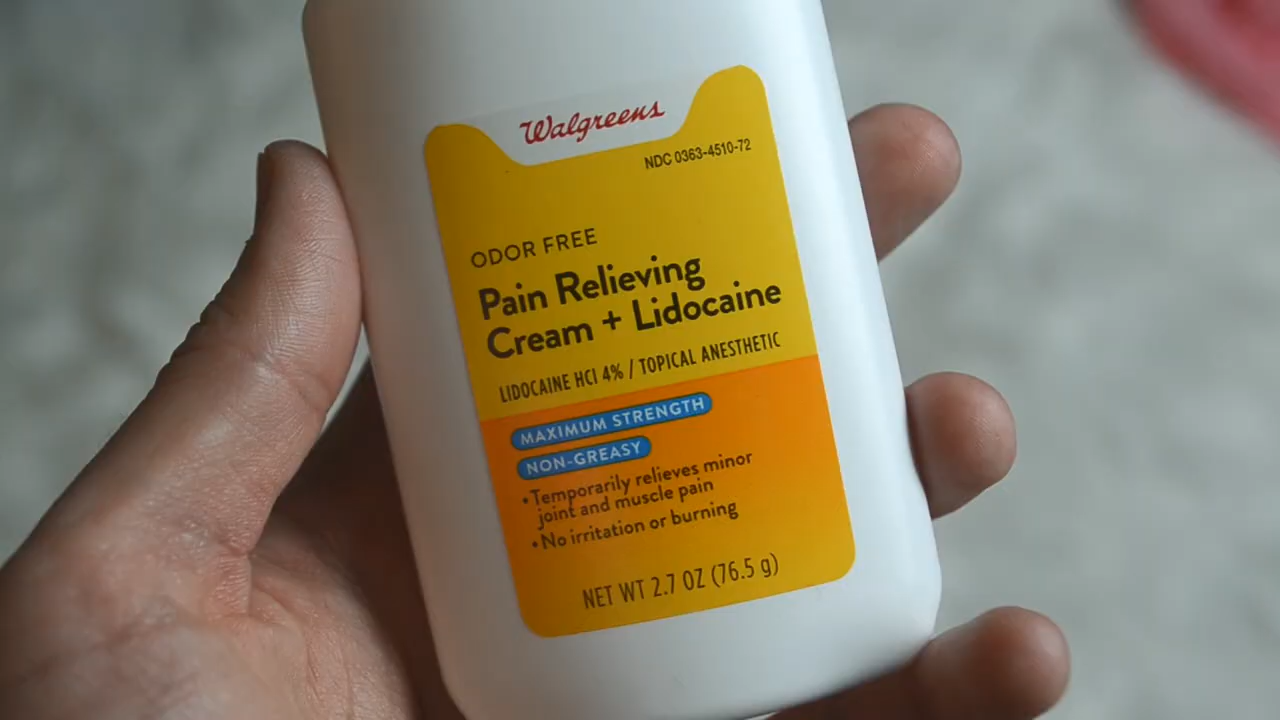 Walgreens
NDC 0363-4510-72
ODOR FREE
Pain Relieving
Cream + Lidocaine
LIDOCAINE HCl 4% / TOPICAL ANESTHETIC
MAXIMUM STRENGTH
NON-GREASY
• Temporarily relieves minor
joint and muscle pain
• No irritation or burning
NET WT 2.7 OZ (76.5 g)